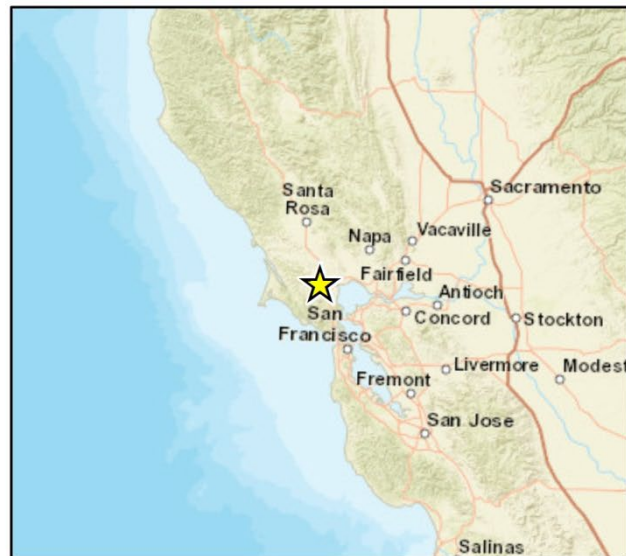 Santa
Rosa
Sacramento
Napa
Vacaville
Fairfield
Antioch
San
Francisco
Concord
Stockton
Livermore
Modest
Fremont
San Jose
Salinas